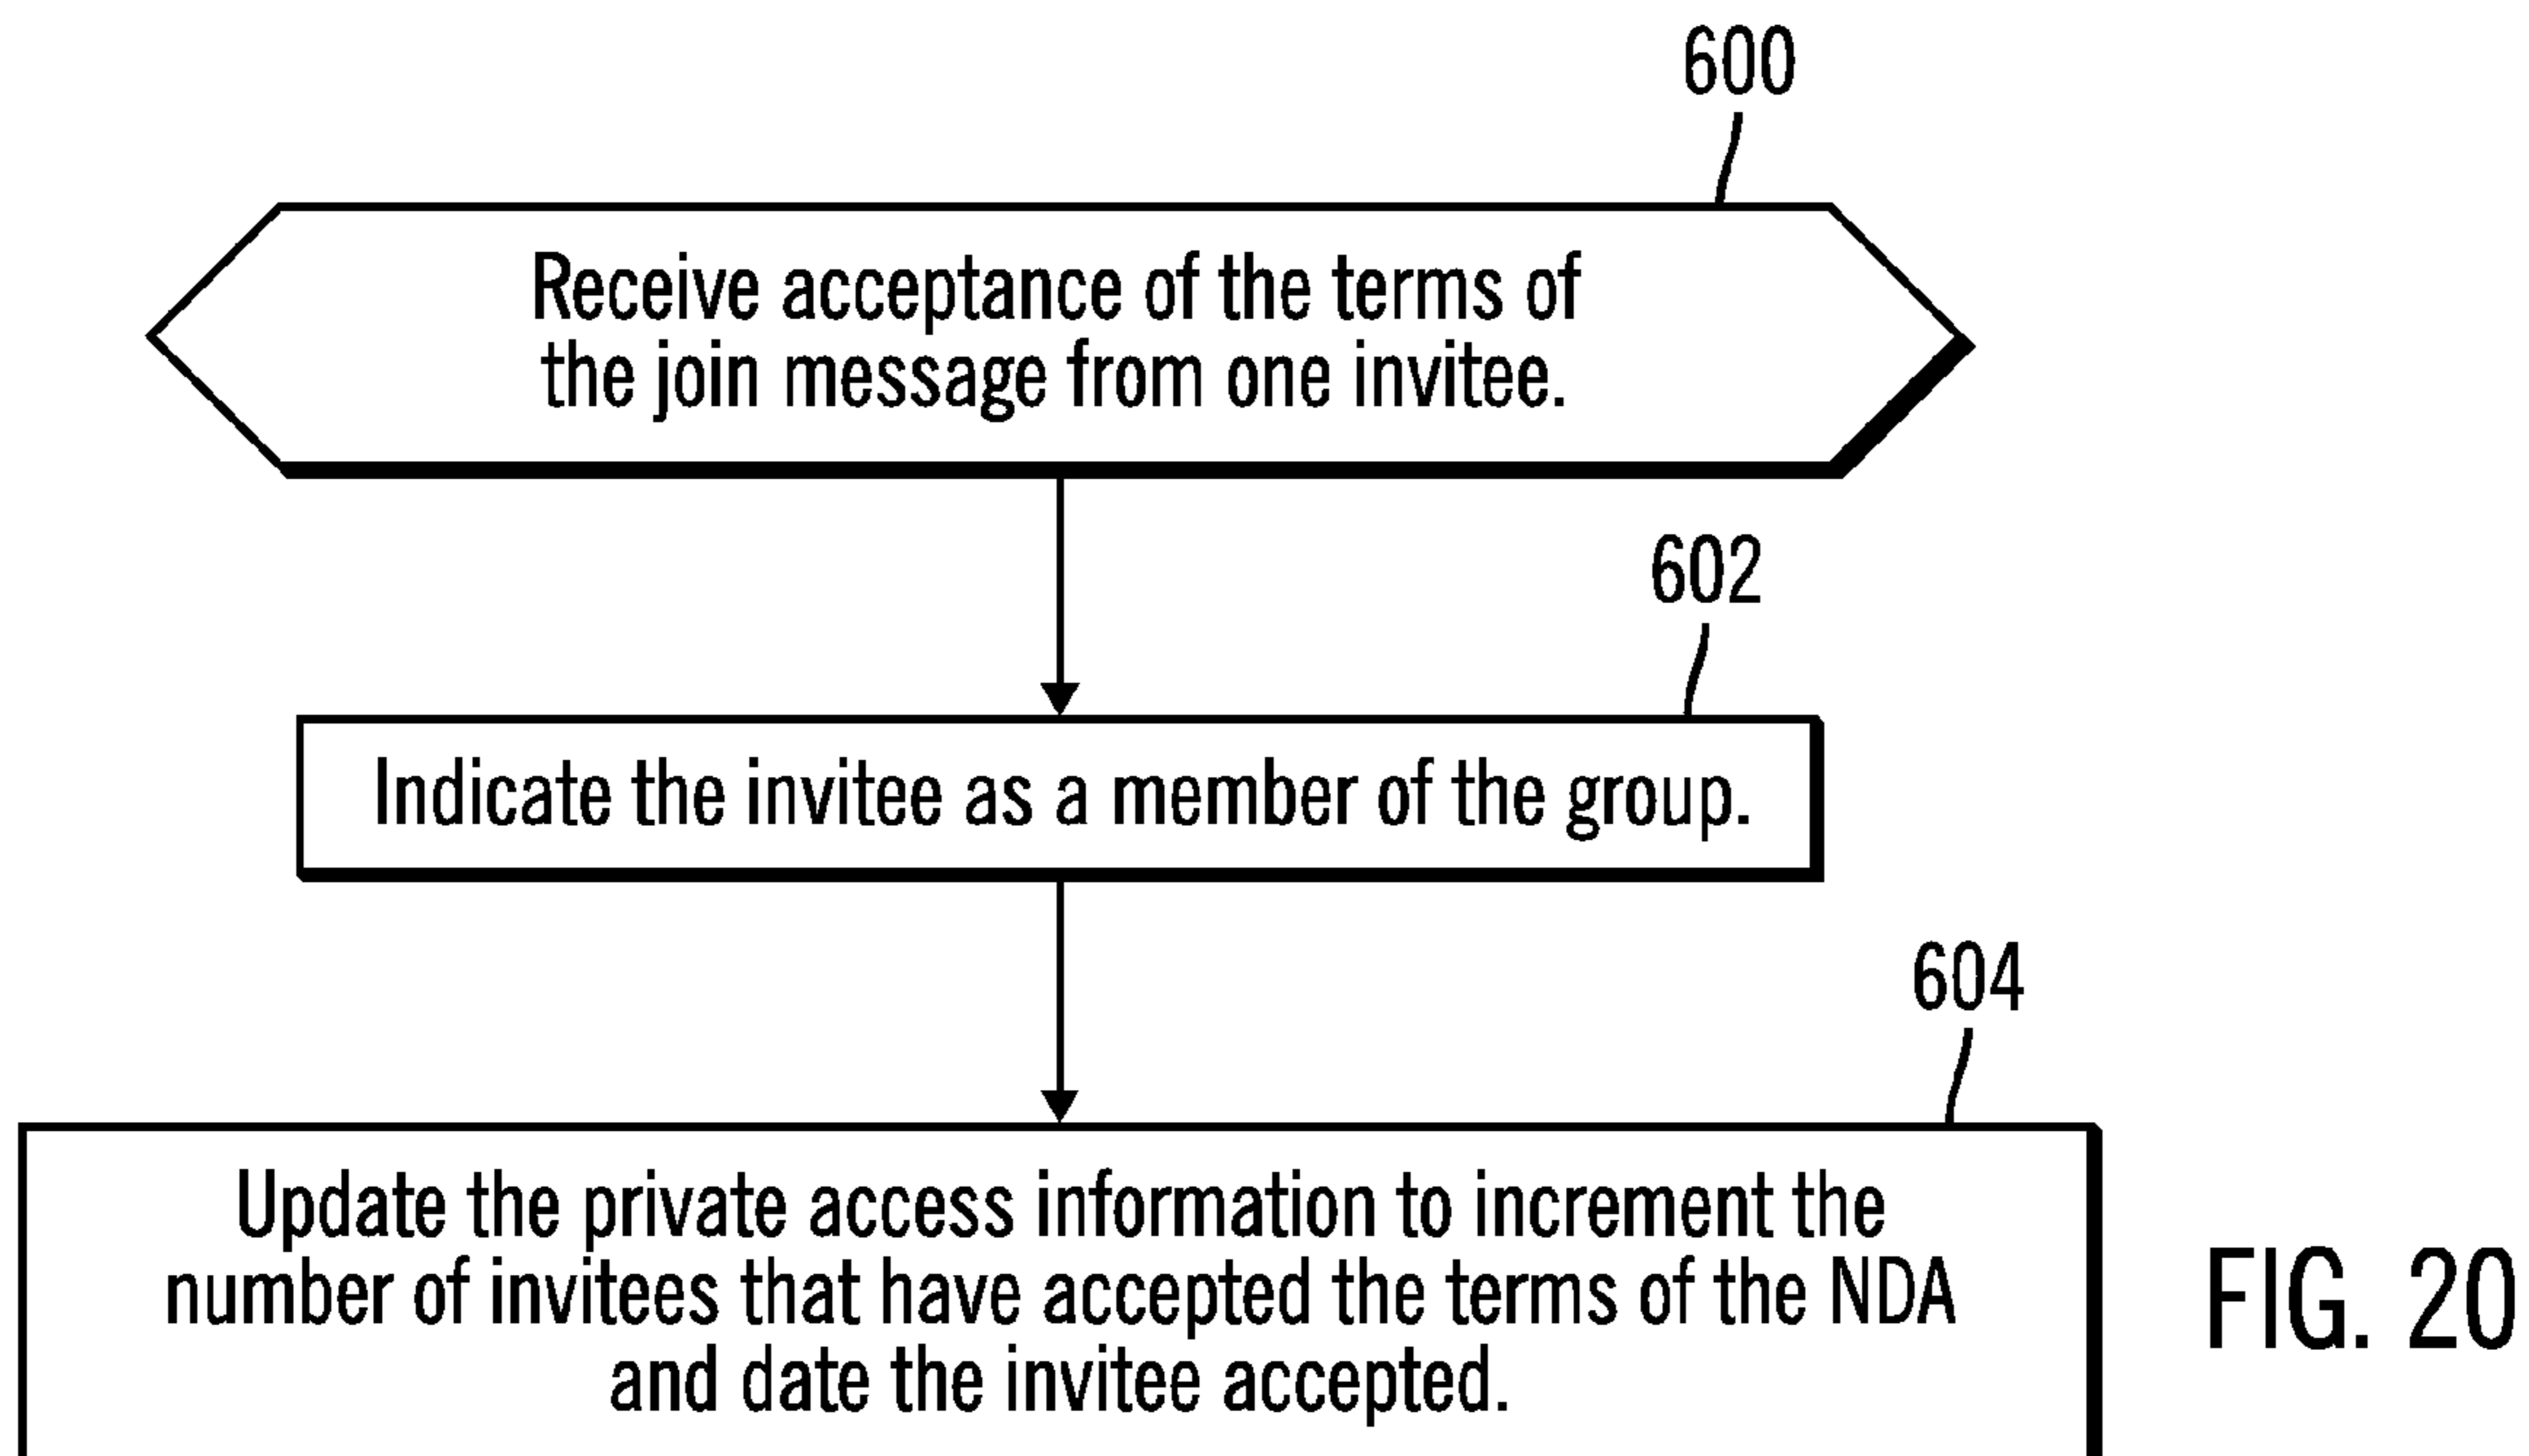 600
Receive acceptance of the terms of
the join message from one invitee.
602
Indicate the invitee as a member of the group.
604
Update the private access information to increment the
number of invitees that have accepted the terms of the NDA
and date the invitee accepted.
FIG. 20